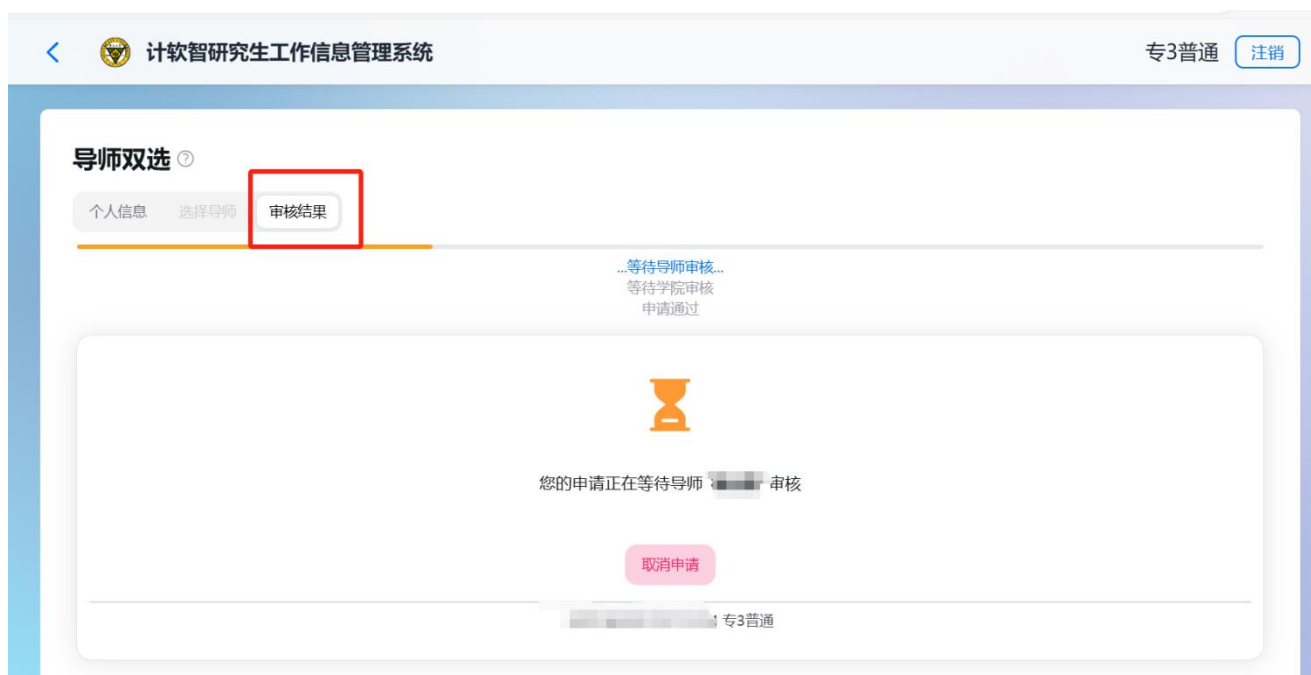 计软智研究生工作信息管理系统 专3普通 注销
导师双选
个人信息 选择导师 审核结果
...等待导师审核...
等待学院审核
申请通过
您的申请正在等待导师 审核
取消申请
专3普通